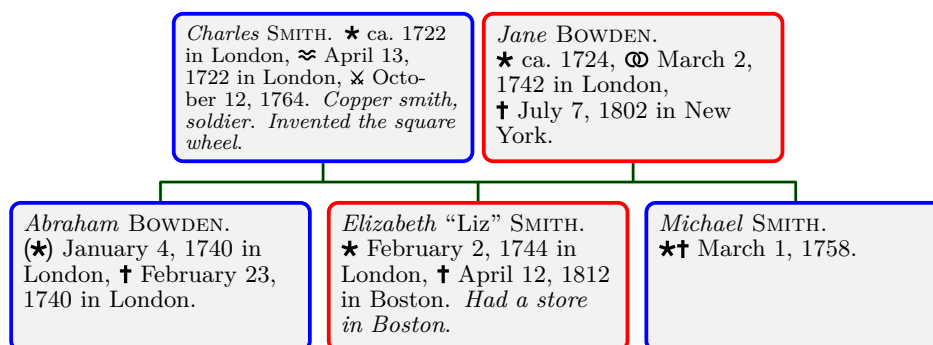 Charles SMITH. ★ ca. 1722
in London, ≈ April 13,
1722 in London, ⚔ Octo-
ber 12, 1764. Copper smith,
soldier. Invented the square
wheel.
Jane BOWDEN.
★ ca. 1724, ⚭ March 2,
1742 in London,
† July 7, 1802 in New
York.
Abraham BOWDEN.
(★) January 4, 1740 in
London, † February 23,
1740 in London.
Elizabeth “Liz” SMITH.
★ February 2, 1744 in
London, † April 12, 1812
in Boston. Had a store
in Boston.
Michael SMITH.
★† March 1, 1758.